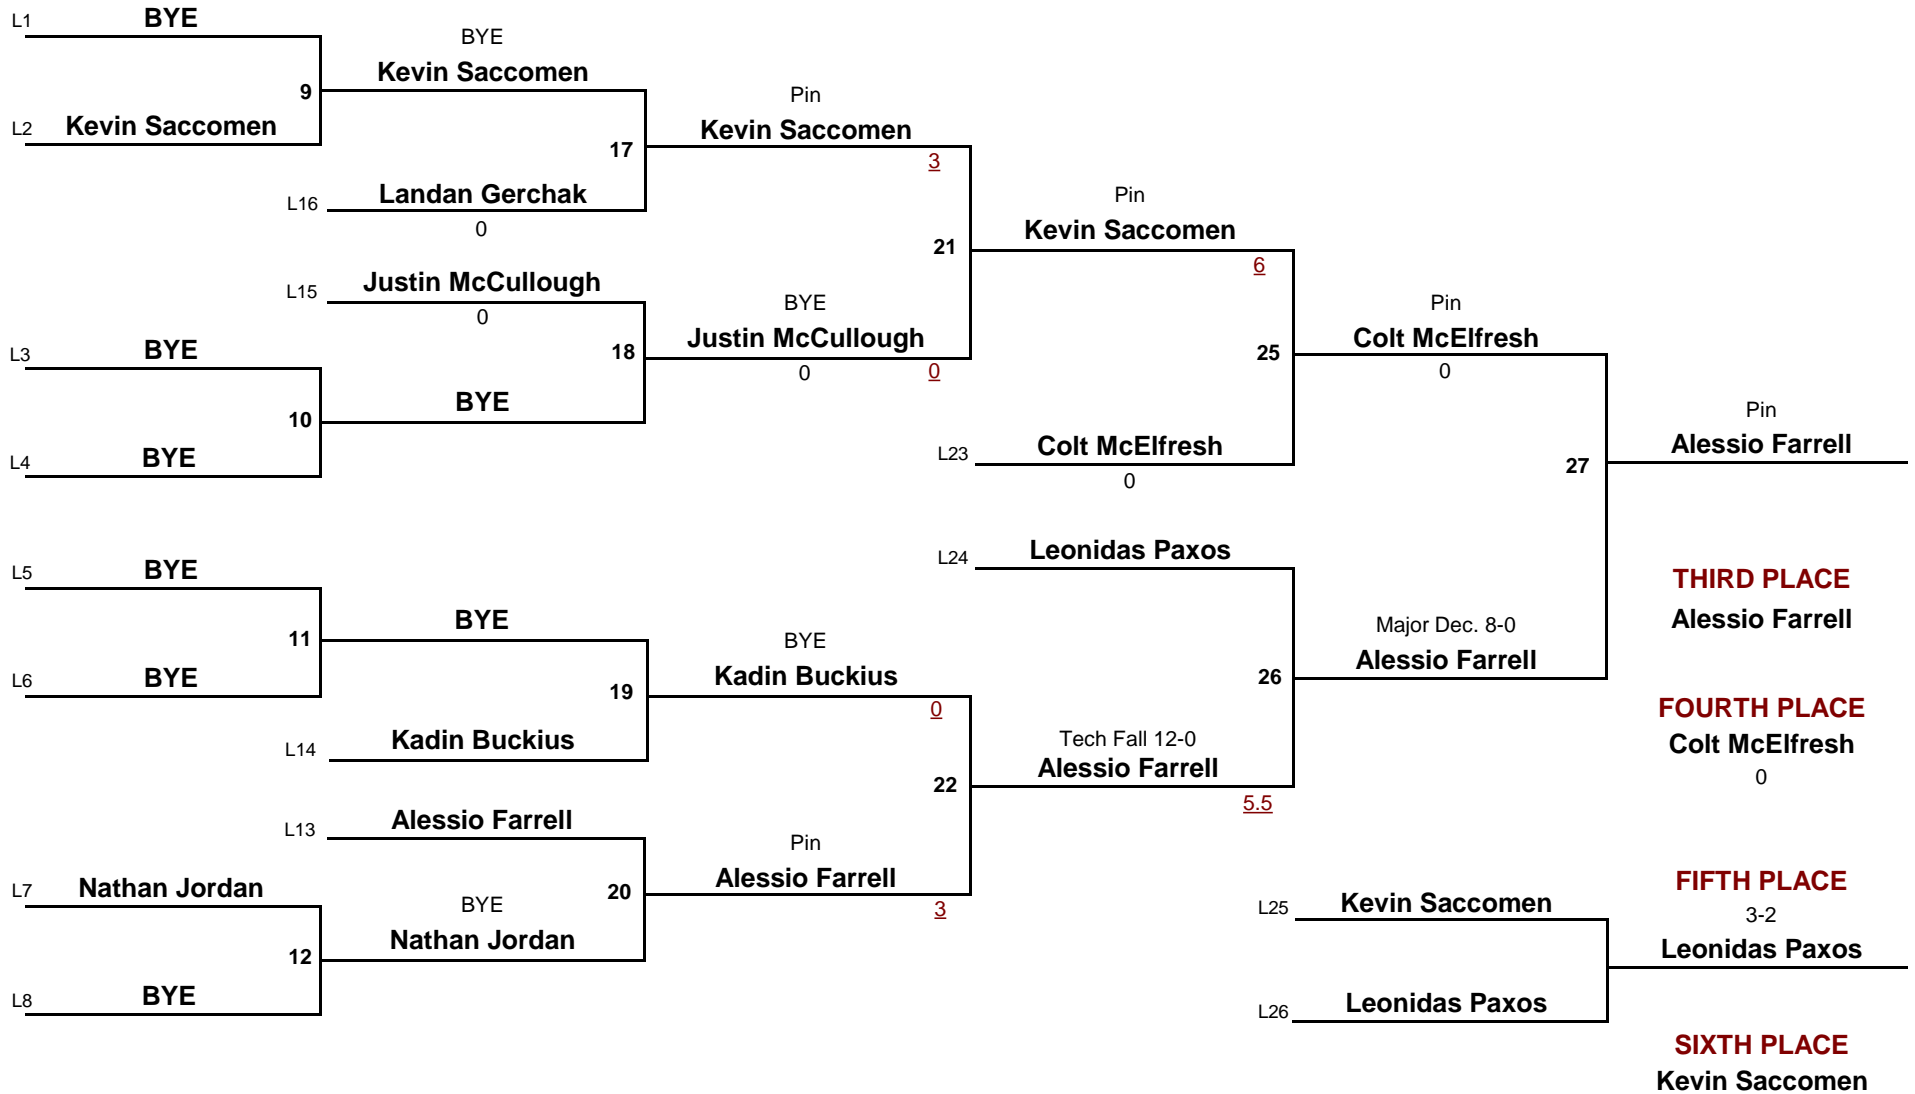 L1 BYE
BYE
Kevin Saccomen
9
L2 Kevin Saccomen
Pin
Kevin Saccomen
3
17
L16 Landan Gerchak
0
Pin
Kevin Saccomen
6
21
L15 Justin McCullough
0
BYE
Justin McCullough
0 0
18
L3 BYE
BYE
10
L4 BYE
Pin
Colt McElfresh
0
25
L23 Colt McElfresh
0
Pin
Alessio Farrell
27
L24 Leonidas Paxos
L5 BYE
BYE
11
L6 BYE
BYE
Kadin Buckius
0
19
L14 Kadin Buckius
Major Dec. 8-0
Alessio Farrell
26
Tech Fall 12-0
Alessio Farrell
5.5
22
L13 Alessio Farrell
Pin
Alessio Farrell
3
20
L7 Nathan Jordan
BYE
Nathan Jordan
12
L8 BYE
THIRD PLACE
Alessio Farrell
FOURTH PLACE
Colt McElfresh
0
L25 Kevin Saccomen
FIFTH PLACE
3-2
Leonidas Paxos
L26 Leonidas Paxos
SIXTH PLACE
Kevin Saccomen